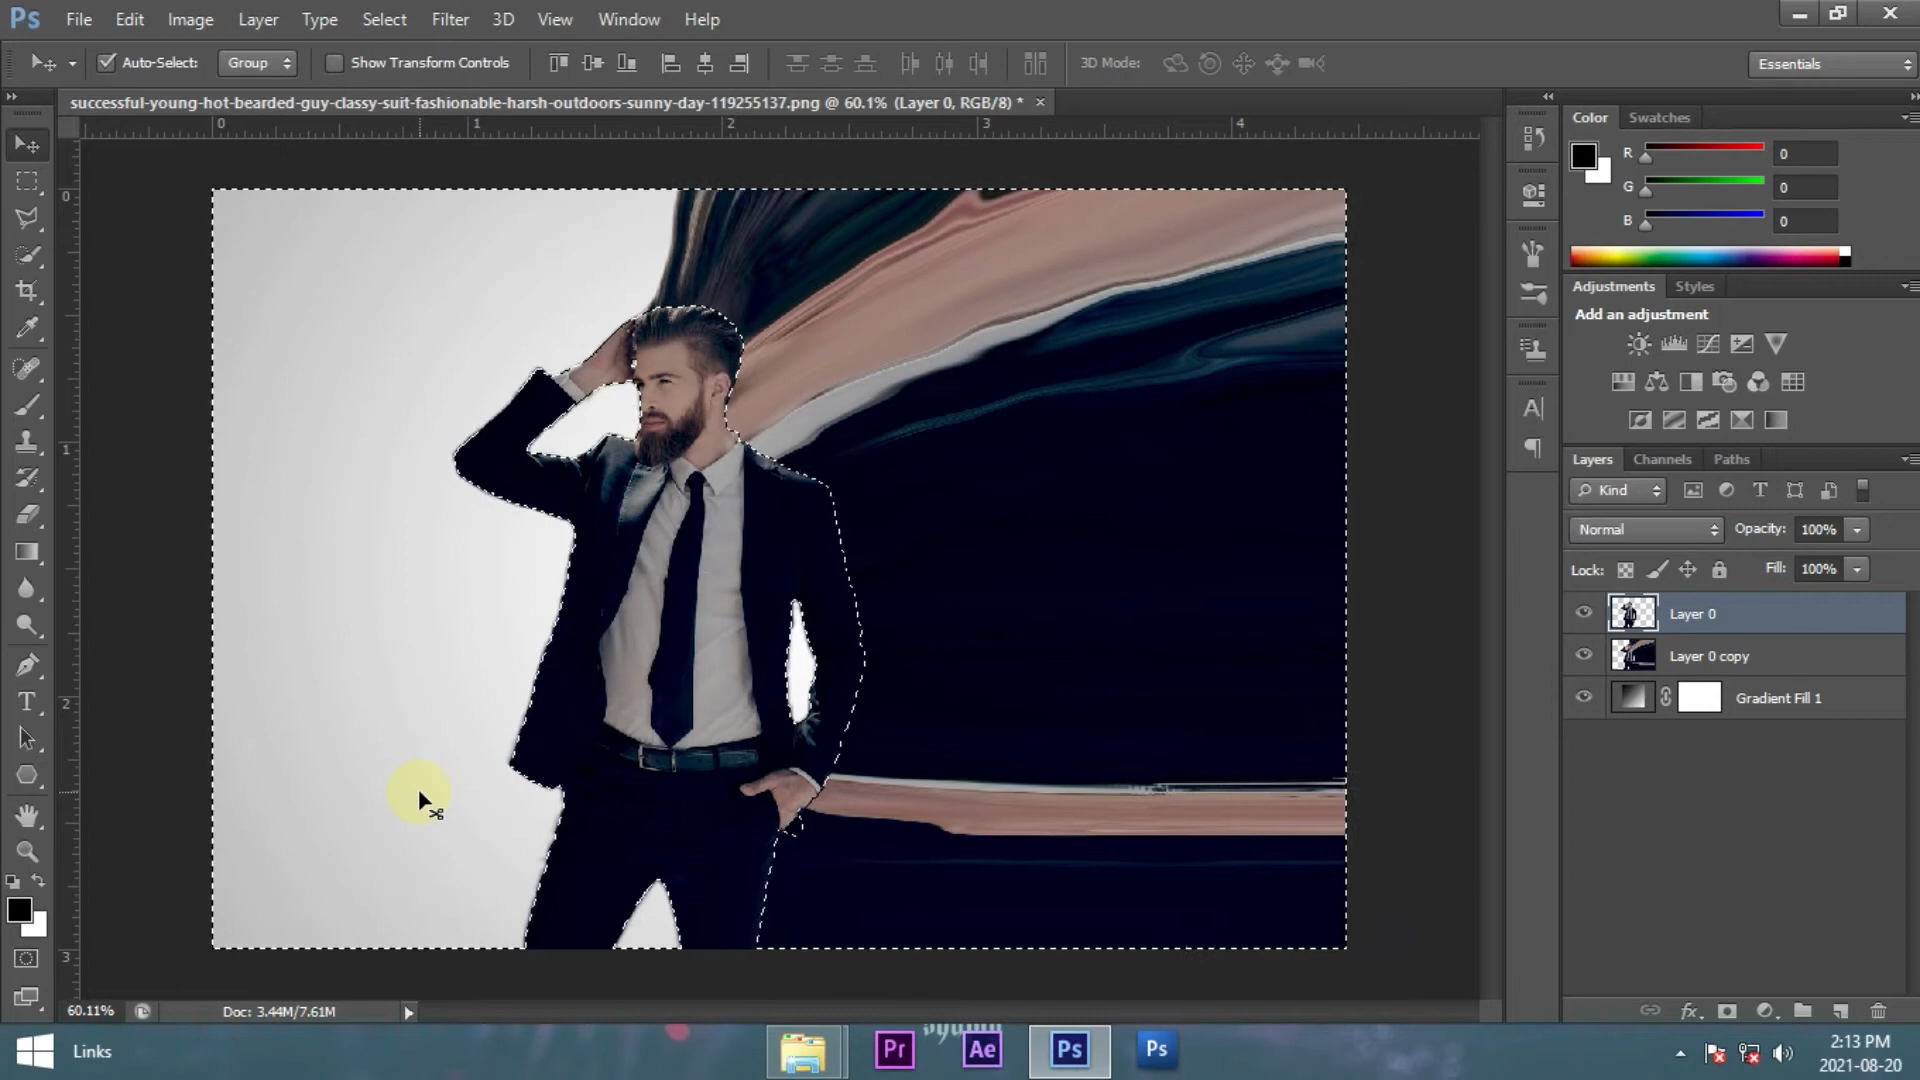 Ps File Edit Image Layer Type Select Filter 3D View Window Help
Auto-Select: Group Show Transform Controls 3D Mode: Essentials
successful-young-hot-bearded-guy-classy-suit-fashionable-harsh-outdoors-sunny-day-119255137.png @ 60.1% (Layer 0, RGB/8) *
0 1 2 3 4
0
1
2
3
Color Swatches
R 0
G 0
B 0
Adjustments Styles
Add an adjustment
Layers Channels Paths
Kind
Normal Opacity: 100%
Lock: Fill: 100%
Layer 0
Layer 0 copy
Gradient Fill 1
60.11% Doc: 3.44M/7.61M
Links Pr Ae Ps Ps
2:13 PM
2021-08-20